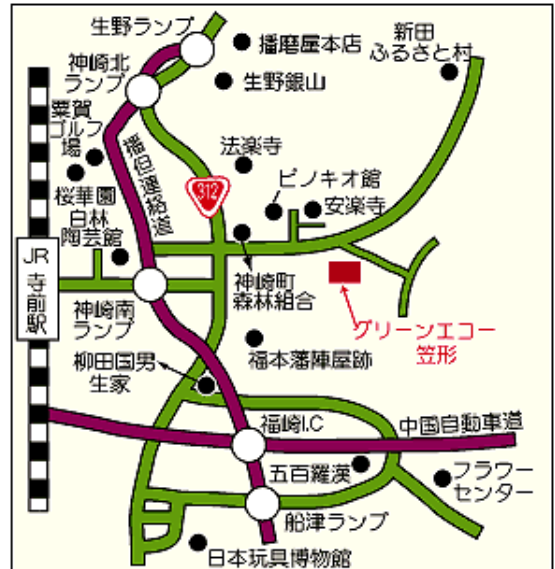 生野ランプ
播磨屋本店
新田
ふるさと村
神崎北
ランプ
生野銀山
粟賀
ゴルフ
場
播但連絡道
法楽寺
312
ピノキオ館
安楽寺
桜華園
白林
陶芸館
JR
寺前駅
神崎町
森林組合
神崎南
ランプ
グリーンエコー
笠形
福本藩陣屋跡
柳田国男
生家
福崎I.C
中国自動車道
五百羅漢
フラワー
センター
船津ランプ
日本玩具博物館